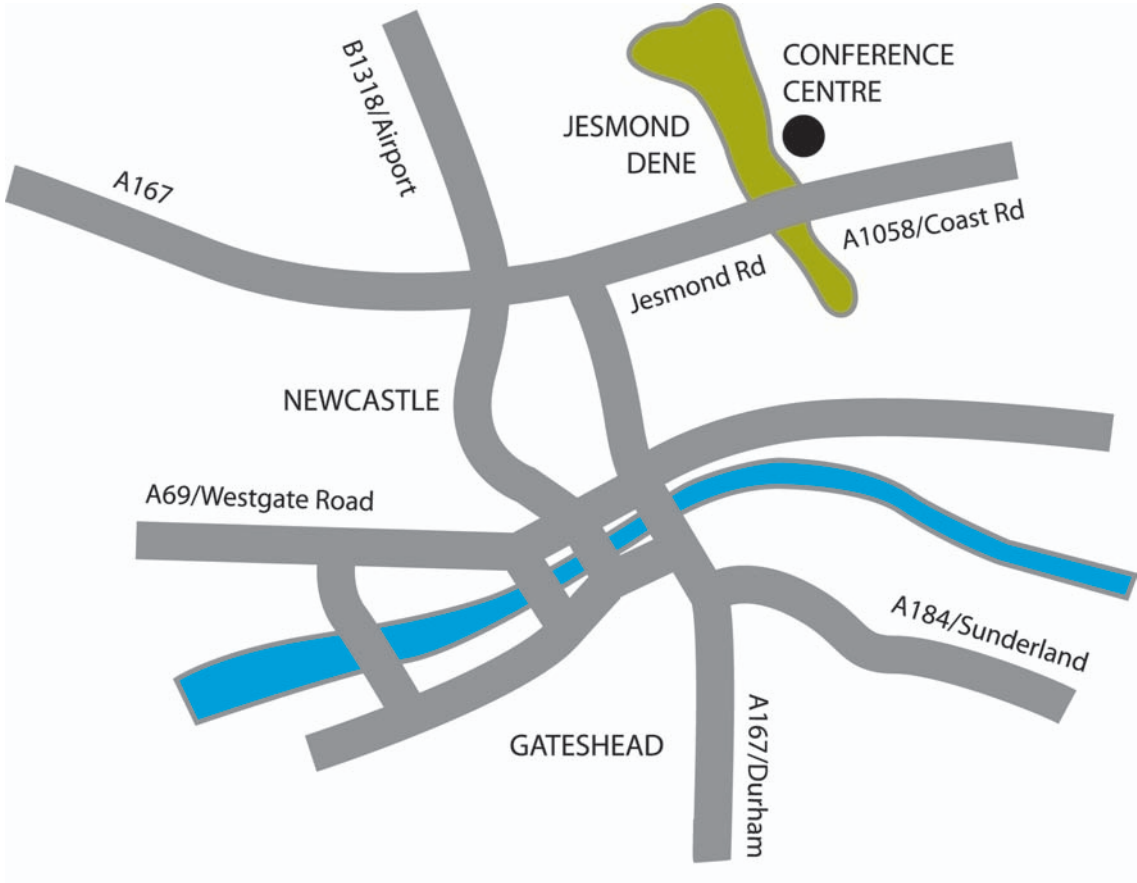 CONFERENCE
CENTRE
B1318/Airport
JESMOND
DENE
A167
A1058/Coast Rd
Jesmond Rd
NEWCASTLE
A69/Westgate Road
A184/Sunderland
GATESHEAD
A167/Durham